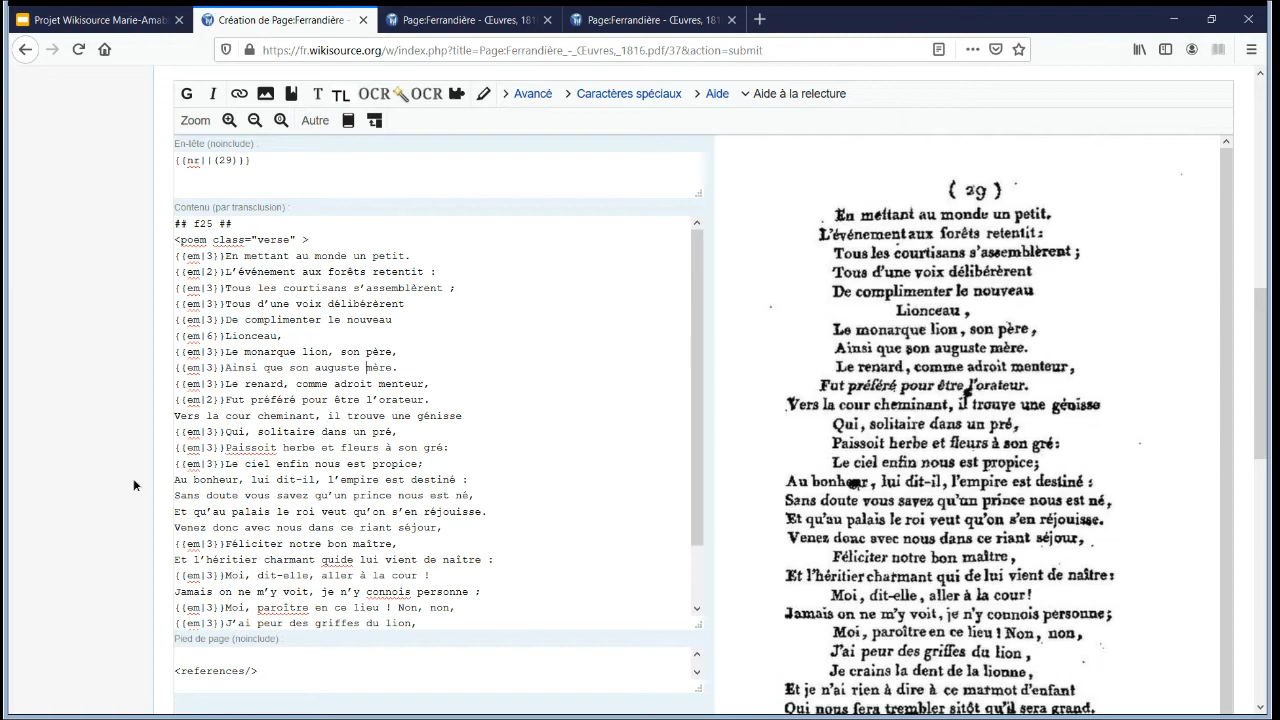 Projet Wikisource Marie-Amab
Création de Page:Ferrandière -
Page:Ferrandière - Œuvres, 181
Page:Ferrandière - Œuvres, 181
https://fr.wikisource.org/w/index.php?title=Page:Ferrandière_-_Œuvres,_1816.pdf/37&action=submit
G I T TL OCR OCR Avancé Caractères spéciaux Aide Aide à la relecture
Zoom Autre
En-tête (noinclude) :
{{nr||(29)}}
Contenu (par transclusion) :
## f25 ##
<poem class="verse" >
{{em|3}}En mettant au monde un petit.
{{em|2}}L’événement aux forêts retentit :
{{em|3}}Tous les courtisans s’assemblèrent ;
{{em|3}}Tous d’une voix délibérèrent
{{em|3}}De complimenter le nouveau
{{em|6}}Lionceau,
{{em|3}}Le monarque lion, son père,
{{em|3}}Ainsi que son auguste mère.
{{em|3}}Le renard, comme adroit menteur,
{{em|2}}Fut préféré pour être l’orateur.
Vers la cour cheminant, il trouve une génisse
{{em|3}}Qui, solitaire dans un pré,
{{em|3}}Paissoit herbe et fleurs à son gré:
{{em|3}}Le ciel enfin nous est propice;
Au bonheur, lui dit-il, l’empire est destiné :
Sans doute vous savez qu’un prince nous est né,
Et qu’au palais le roi veut qu’on s’en réjouisse.
Venez donc avec nous dans ce riant séjour,
{{em|3}}Féliciter notre bon maître,
Et l’héritier charmant quide lui vient de naître :
{{em|3}}Moi, dit-elle, aller à la cour !
Jamais on ne m’y voit, je n’y connois personne ;
{{em|3}}Moi, paroître en ce lieu ! Non, non,
{{em|3}}J’ai peur des griffes du lion,
Pied de page (noinclude) :
<references/>
( 29 )
En mettant au monde un petit.
L'événement aux forêts retentit :
Tous les courtisans s'assemblèrent ;
Tous d'une voix délibérèrent
De complimenter le nouveau
Lionceau ,
Le monarque lion , son père ,
Ainsi que son auguste mère.
Le renard , comme adroit menteur ,
Fut préféré pour être l'orateur.
Vers la cour cheminant, il trouve une génisse
Qui, solitaire dans un pré,
Paissoit herbe et fleurs à son gré:
Le ciel enfin nous est propice;
Au bonheur, lui dit-il, l'empire est destiné :
Sans doute vous savez qu'un prince nous est né,
Et qu'au palais le roi veut qu'on s'en réjouisse.
Venez donc avec nous dans ce riant séjour,
Féliciter notre bon maître,
Et l'héritier charmant qui de lui vient de naître:
Moi, dit-elle, aller à la cour!
Jamais on ne m'y voit, je n'y connois personne;
Moi, paroître en ce lieu ! Non, non,
J'ai peur des griffes du lion,
Je crains la dent de la lionne,
Et je n'ai rien à dire à ce marmot d'enfant
Qui nous fera trembler sitôt qu'il sera grand.